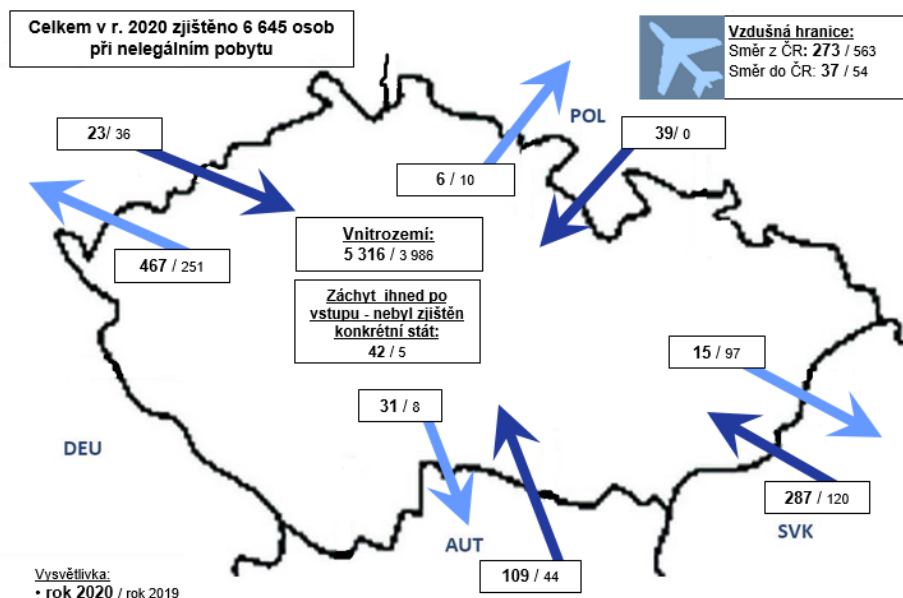 Celkem v r. 2020 zjištěno 6 645 osob
při nelegálním pobytu
Vzdušná hranice:
Směr z ČR: 273 / 563
Směr do ČR: 37 / 54
POL
23/ 36
39/ 0
6 / 10
Vnitrozemí:
5 316 / 3 986
467 / 251
Záchyt ihned po
vstupu - nebyl zjištěn
konkrétní stát:
42 / 5
15 / 97
31 / 8
DEU
287 / 120
SVK
AUT
109 / 44
Vysvětlivka:
• rok 2020 / rok 2019